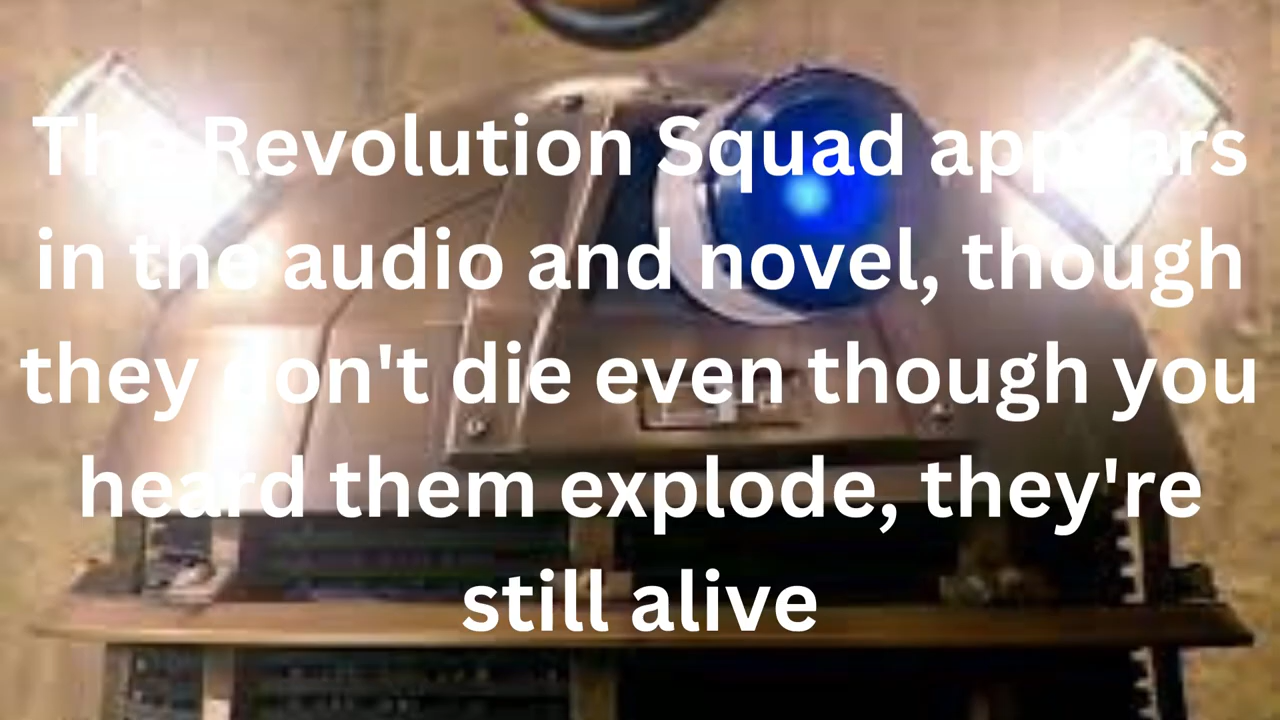 The Revolution Squad appears
in the audio and novel, though
they don't die even though you
heard them explode, they're
still alive